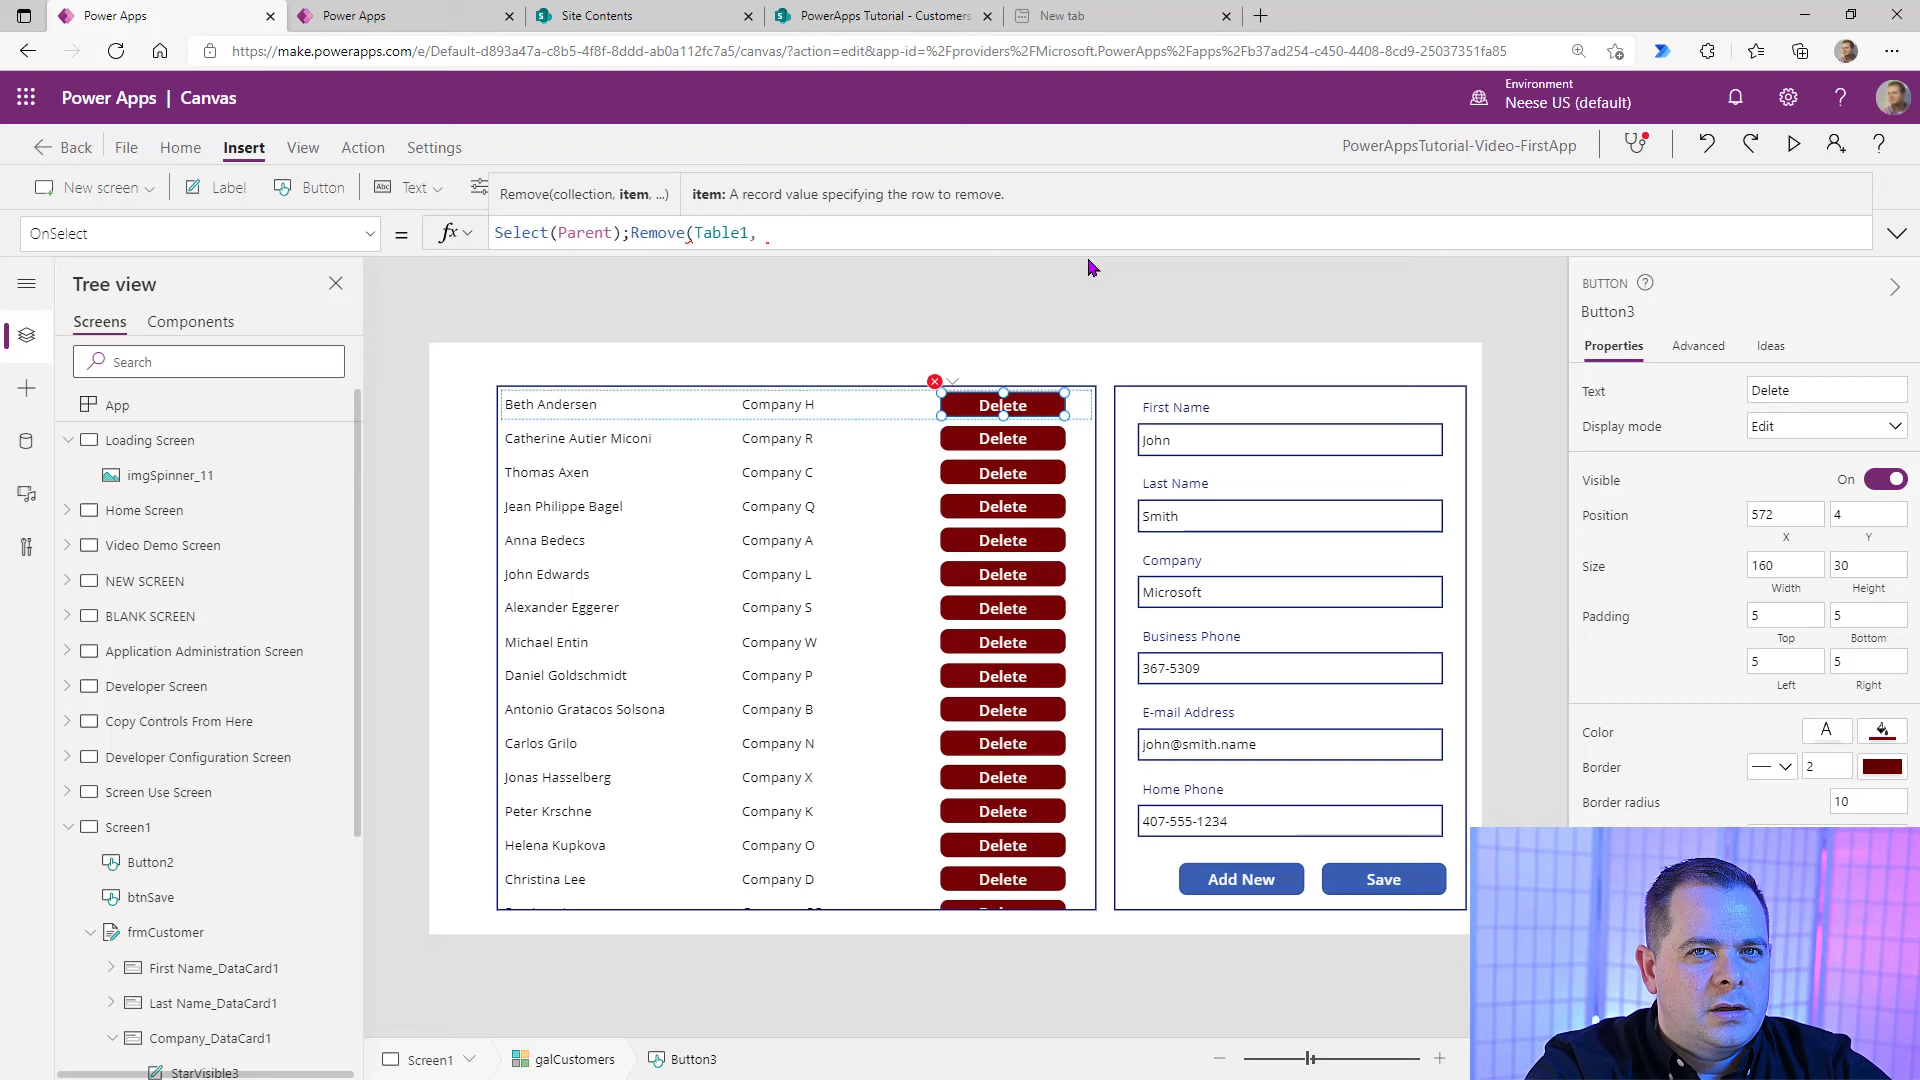 Power Apps
Power Apps
Site Contents
PowerApps Tutorial - Customers
New tab
https://make.powerapps.com/e/Default-d893a47a-c8b5-4f8f-8ddd-ab0a112fc7a5/canvas/?action=edit&app-id=%2Fproviders%2FMicrosoft.PowerApps%2Fapps%2Fb37ad254-c450-4408-8cd9-25037351fa85
Power Apps | Canvas
Environment
Neese US (default)
Back
File
Home
Insert
View
Action
Settings
PowerAppsTutorial-Video-FirstApp
New screen
Label
Button
Abc Text
Remove(collection, item, ...)
item: A record value specifying the row to remove.
OnSelect
=
fx
Select(Parent);Remove(Table1,
Tree view
Screens
Components
Search
App
Loading Screen
imgSpinner_11
Home Screen
Video Demo Screen
NEW SCREEN
BLANK SCREEN
Application Administration Screen
Developer Screen
Copy Controls From Here
Developer Configuration Screen
Screen Use Screen
Screen1
Button2
btnSave
frmCustomer
First Name_DataCard1
Last Name_DataCard1
Company_DataCard1
StarVisible3
Beth Andersen Company H Delete
Catherine Autier Miconi Company R Delete
Thomas Axen Company C Delete
Jean Philippe Bagel Company Q Delete
Anna Bedecs Company A Delete
John Edwards Company L Delete
Alexander Eggerer Company S Delete
Michael Entin Company W Delete
Daniel Goldschmidt Company P Delete
Antonio Gratacos Solsona Company B Delete
Carlos Grilo Company N Delete
Jonas Hasselberg Company X Delete
Peter Krschne Company K Delete
Helena Kupkova Company O Delete
Christina Lee Company D Delete
First Name
John
Last Name
Smith
Company
Microsoft
Business Phone
367-5309
E-mail Address
john@smith.name
Home Phone
407-555-1234
Add New
Save
BUTTON
Button3
Properties
Advanced
Ideas
Text
Delete
Display mode
Edit
Visible
On
Position
572
4
X
Y
Size
160
30
Width
Height
Padding
5
5
Top
Bottom
5
5
Left
Right
Color
A
Border
2
Border radius
10
Screen1
galCustomers
Button3